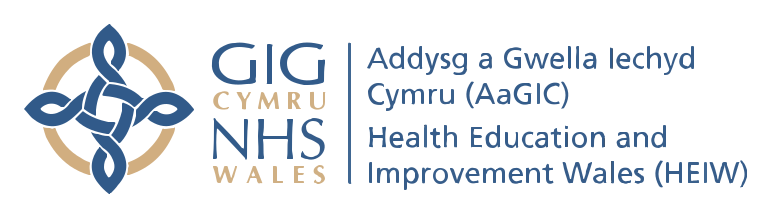 GIG
CYMRU
NHS
WALES
Addysg a Gwella Iechyd
Cymru (AaGIC)
Health Education and
Improvement Wales (HEIW)